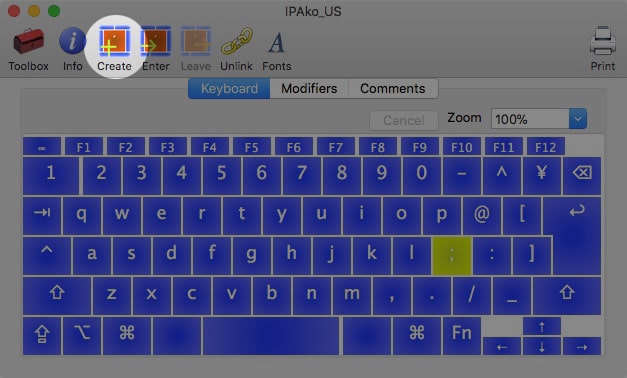 IPAko_US
Toolbox Info Create Enter Leave Unlink Fonts Print
Keyboard Modifiers Comments
Cancel Zoom 100%
F1 F2 F3 F4 F5 F6 F7 F8 F9 F10 F11 F12
1 2 3 4 5 6 7 8 9 0 - ^ ¥ ⌫
⇥ q w e r t y u i o p @ [ ↩
^ a s d f g h j k l ; : ]
⇧ z x c v b n m , . / _ ⇧
⇪ ⌥ ⌘ ⌘ Fn ↑
← ↓ →